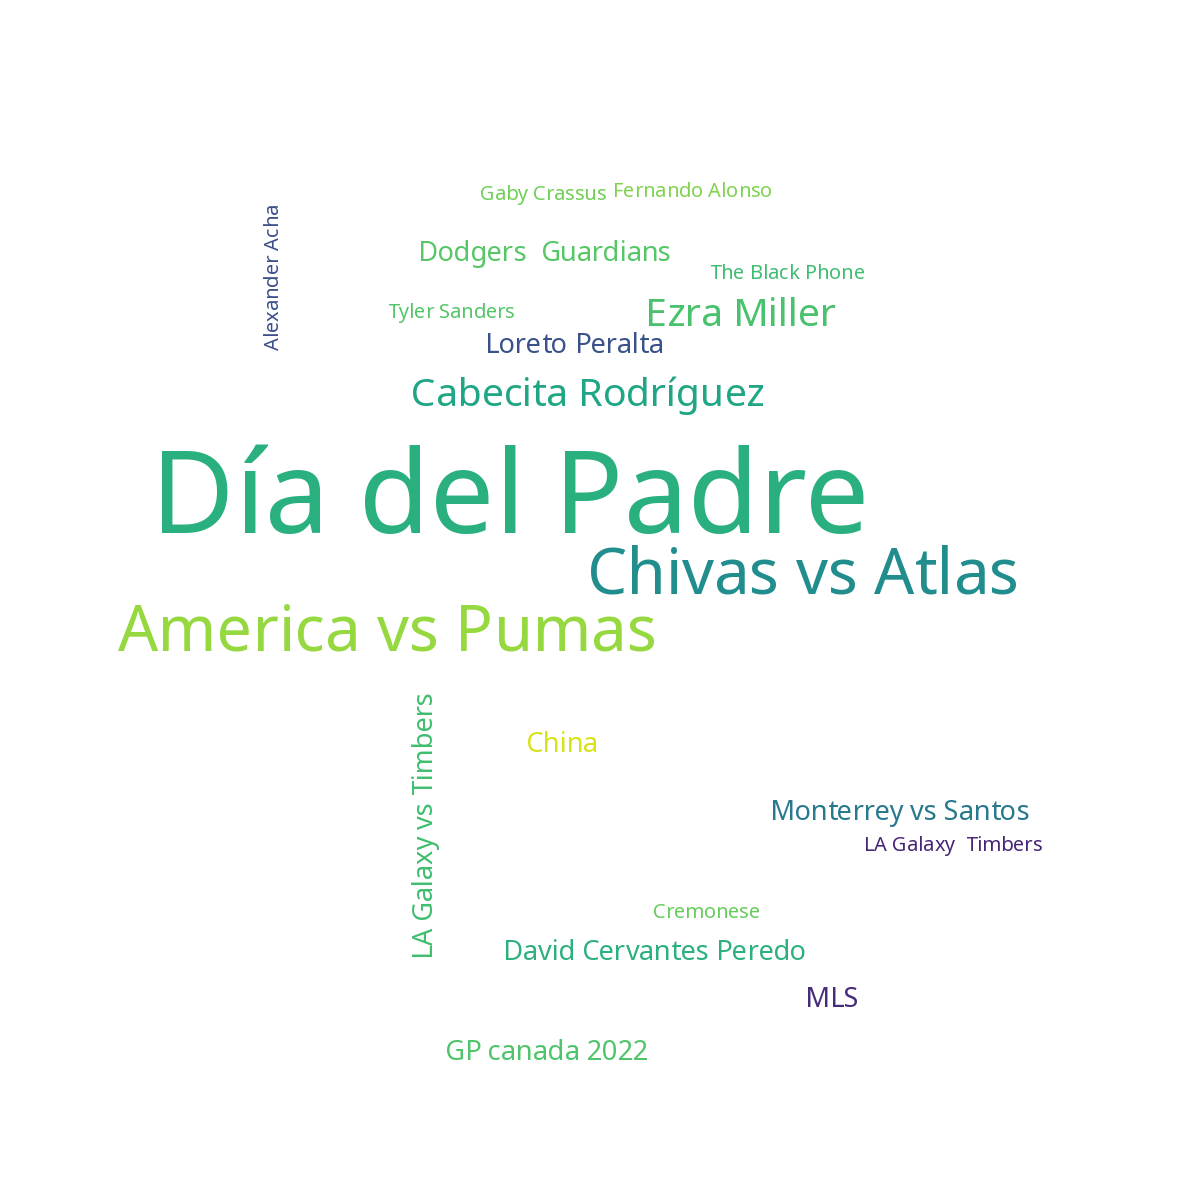 Gaby Crassus
Fernando Alonso
Alexander Acha
Dodgers  Guardians
The Black Phone
Tyler Sanders
Ezra Miller
Loreto Peralta
Cabecita Rodríguez
Día del Padre
Chivas vs Atlas
America vs Pumas
LA Galaxy vs Timbers
China
Monterrey vs Santos
LA Galaxy  Timbers
Cremonese
David Cervantes Peredo
MLS
GP canada 2022